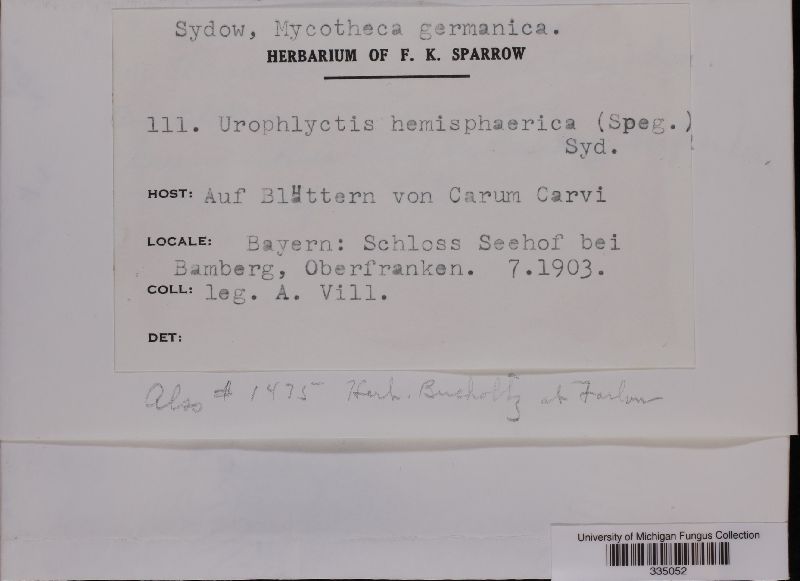 Sydow, Mycotheca germanica.
HERBARIUM OF F. K. SPARROW
111. Urophlyctis hemisphaerica (Speg.)
Syd.
HOST: Auf Blättern von Carum Carvi
LOCALE: Bayern: Schloss Seehof bei
Bamberg, Oberfranken. 7.1903.
COLL: leg. A. Vill.
DET:
Also # 1475 Herb. Bucholtz at Farlow
University of Michigan Fungus Collection
335052